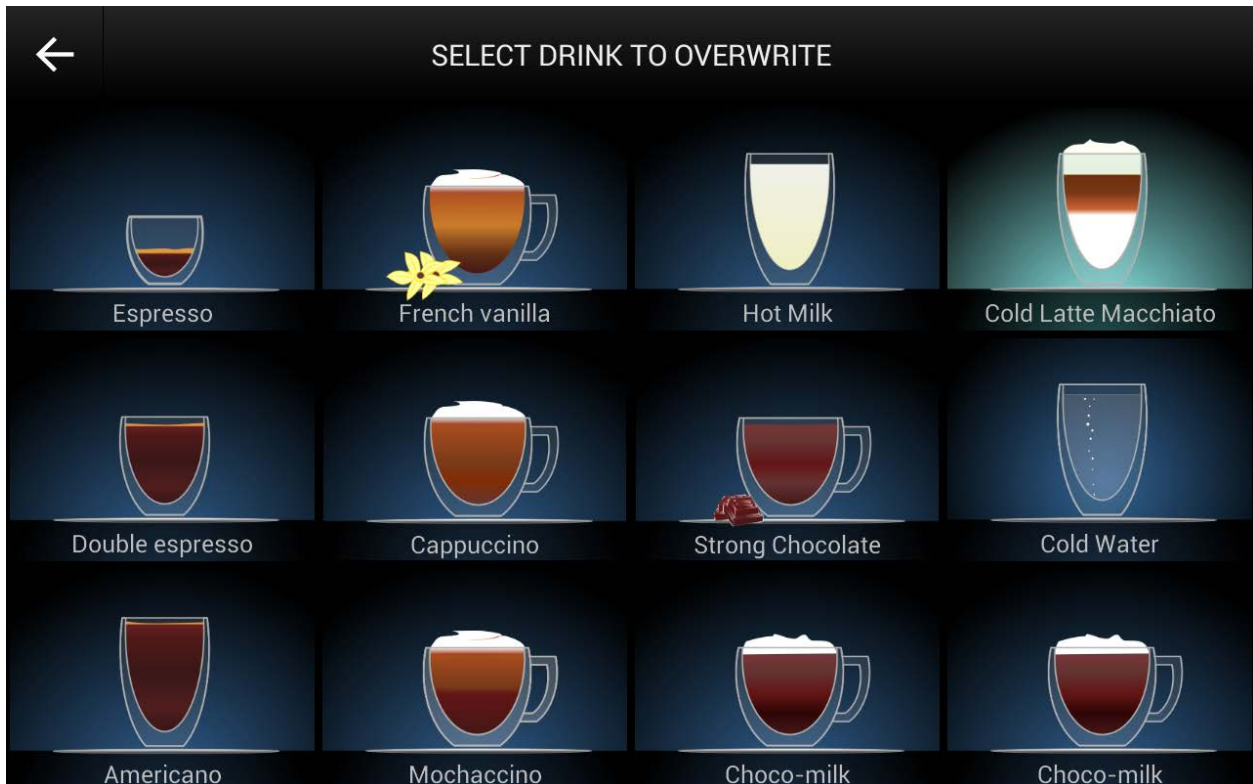 SELECT DRINK TO OVERWRITE
Espresso
French vanilla
Hot Milk
Cold Latte Macchiato
Double espresso
Cappuccino
Strong Chocolate
Cold Water
Americano
Mochaccino
Choco-milk
Choco-milk